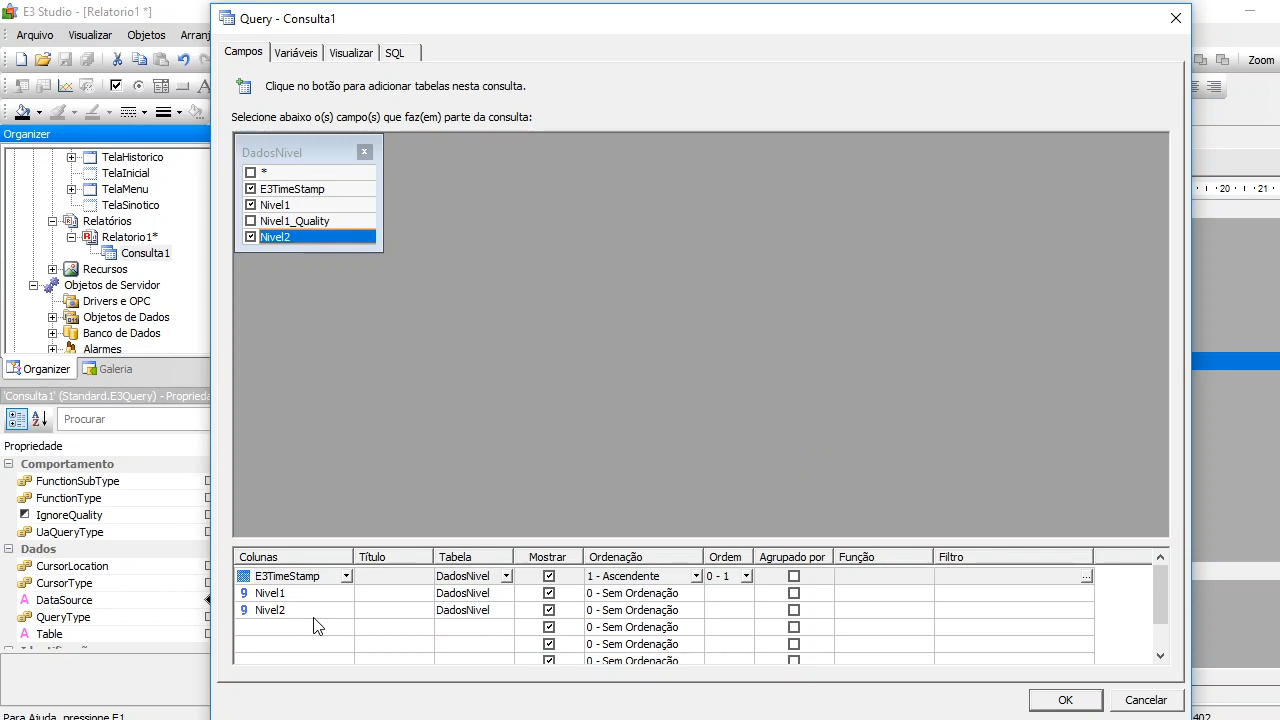 E3 Studio - [Relatorio1 *]
Arquivo Visualizar Objetos Arranj
Zoom
Organizer
TelaHistorico
TelaInicial
TelaMenu
TelaSinotico
Relatórios
Relatorio1*
Consulta1
Recursos
Objetos de Servidor
Drivers e OPC
Objetos de Dados
Banco de Dados
Alarmes
Organizer Galeria
'Consulta1' (Standard.E3Query) - Propriedade
Procurar
Propriedade
Comportamento
FunctionSubType
FunctionType
IgnoreQuality
UaQueryType
Dados
CursorLocation
CursorType
DataSource
QueryType
Table
Para Ajuda, pressione F1
Query - Consulta1
Campos Variáveis Visualizar SQL
Clique no botão para adicionar tabelas nesta consulta.
Selecione abaixo o(s) campo(s) que faz(em) parte da consulta:
DadosNivel x
*
E3TimeStamp
Nivel1
Nivel1_Quality
Nivel2
Colunas Título Tabela Mostrar Ordenação Ordem Agrupado por Função Filtro
E3TimeStamp DadosNivel 1 - Ascendente 0 - 1 ...
9 Nivel1 DadosNivel 0 - Sem Ordenação
9 Nivel2 DadosNivel 0 - Sem Ordenação
0 - Sem Ordenação
0 - Sem Ordenação
0 - Sem Ordenação
OK Cancelar
20 21
402